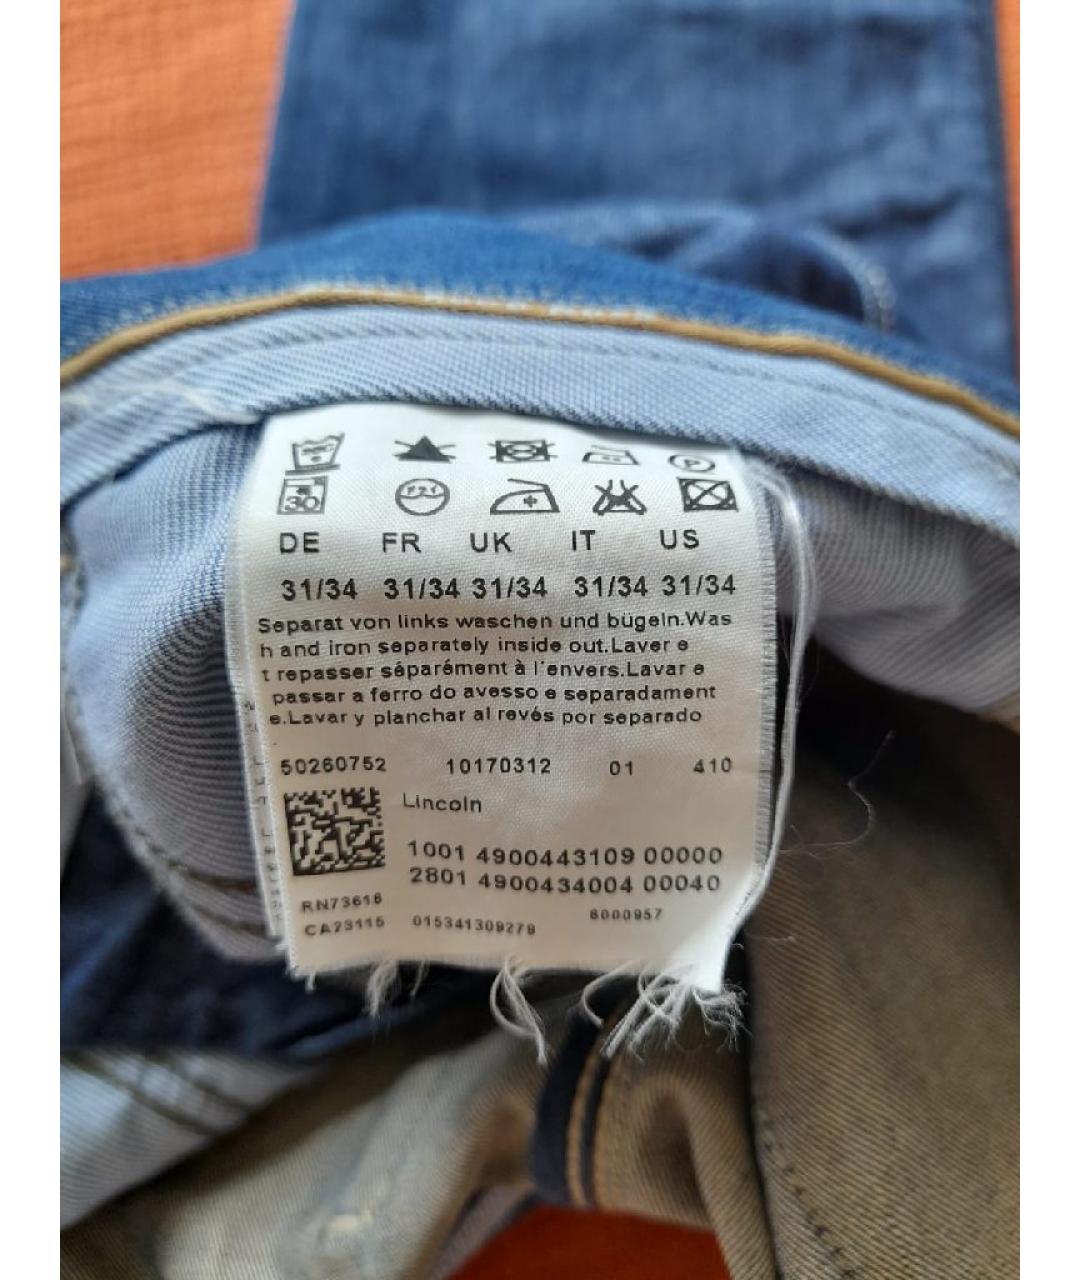 30
P
DE FR UK IT US
31/34 31/34 31/34 31/34 31/34
Separat von links waschen und bügeln.Was
h and iron separately inside out.Laver e
t repasser séparément à l'envers.Lavar e
passar a ferro do avesso e separadament
e.Lavar y planchar al revés por separado
50260752 10170312 01 410
Lincoln
1001 4900443109 00000
2801 4900434004 00040
RN73616
CA23115 015341309279 6000957